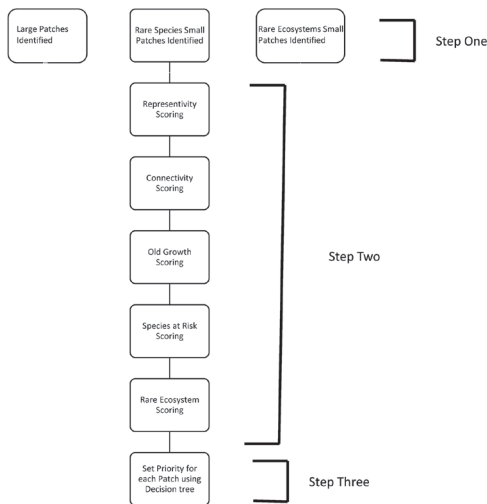 Large Patches
Identified
Rare Species Small
Patches Identified
Rare Ecosystems Small
Patches Identified
Step One
Representivity
Scoring
Connectivity
Scoring
Old Growth
Scoring
Step Two
Species at Risk
Scoring
Rare Ecosystem
Scoring
Set Priority for
each Patch using
Decision tree
Step Three